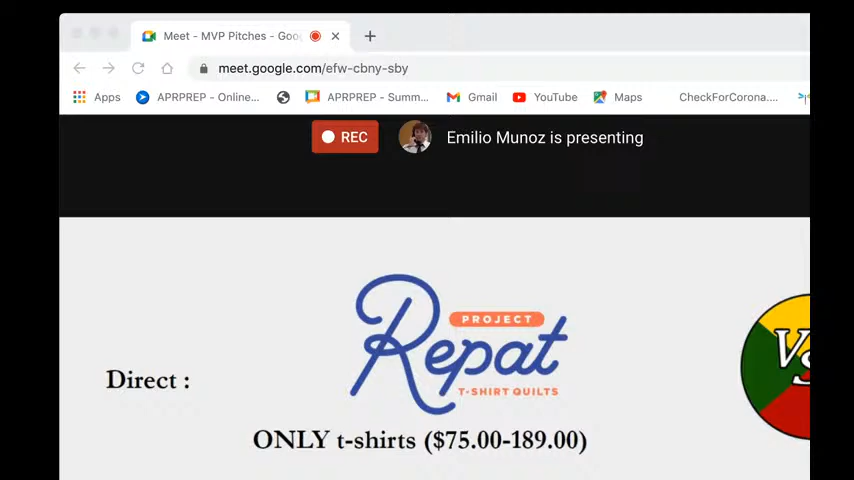 Meet - MVP Pitches - Goo
meet.google.com/efw-cbny-sby
Apps APRPREP - Online... APRPREP - Summ... Gmail YouTube Maps CheckForCorona....
REC Emilio Munoz is presenting
PROJECT
Repat
T-SHIRT QUILTS
Direct :
ONLY t-shirts ($75.00-189.00)